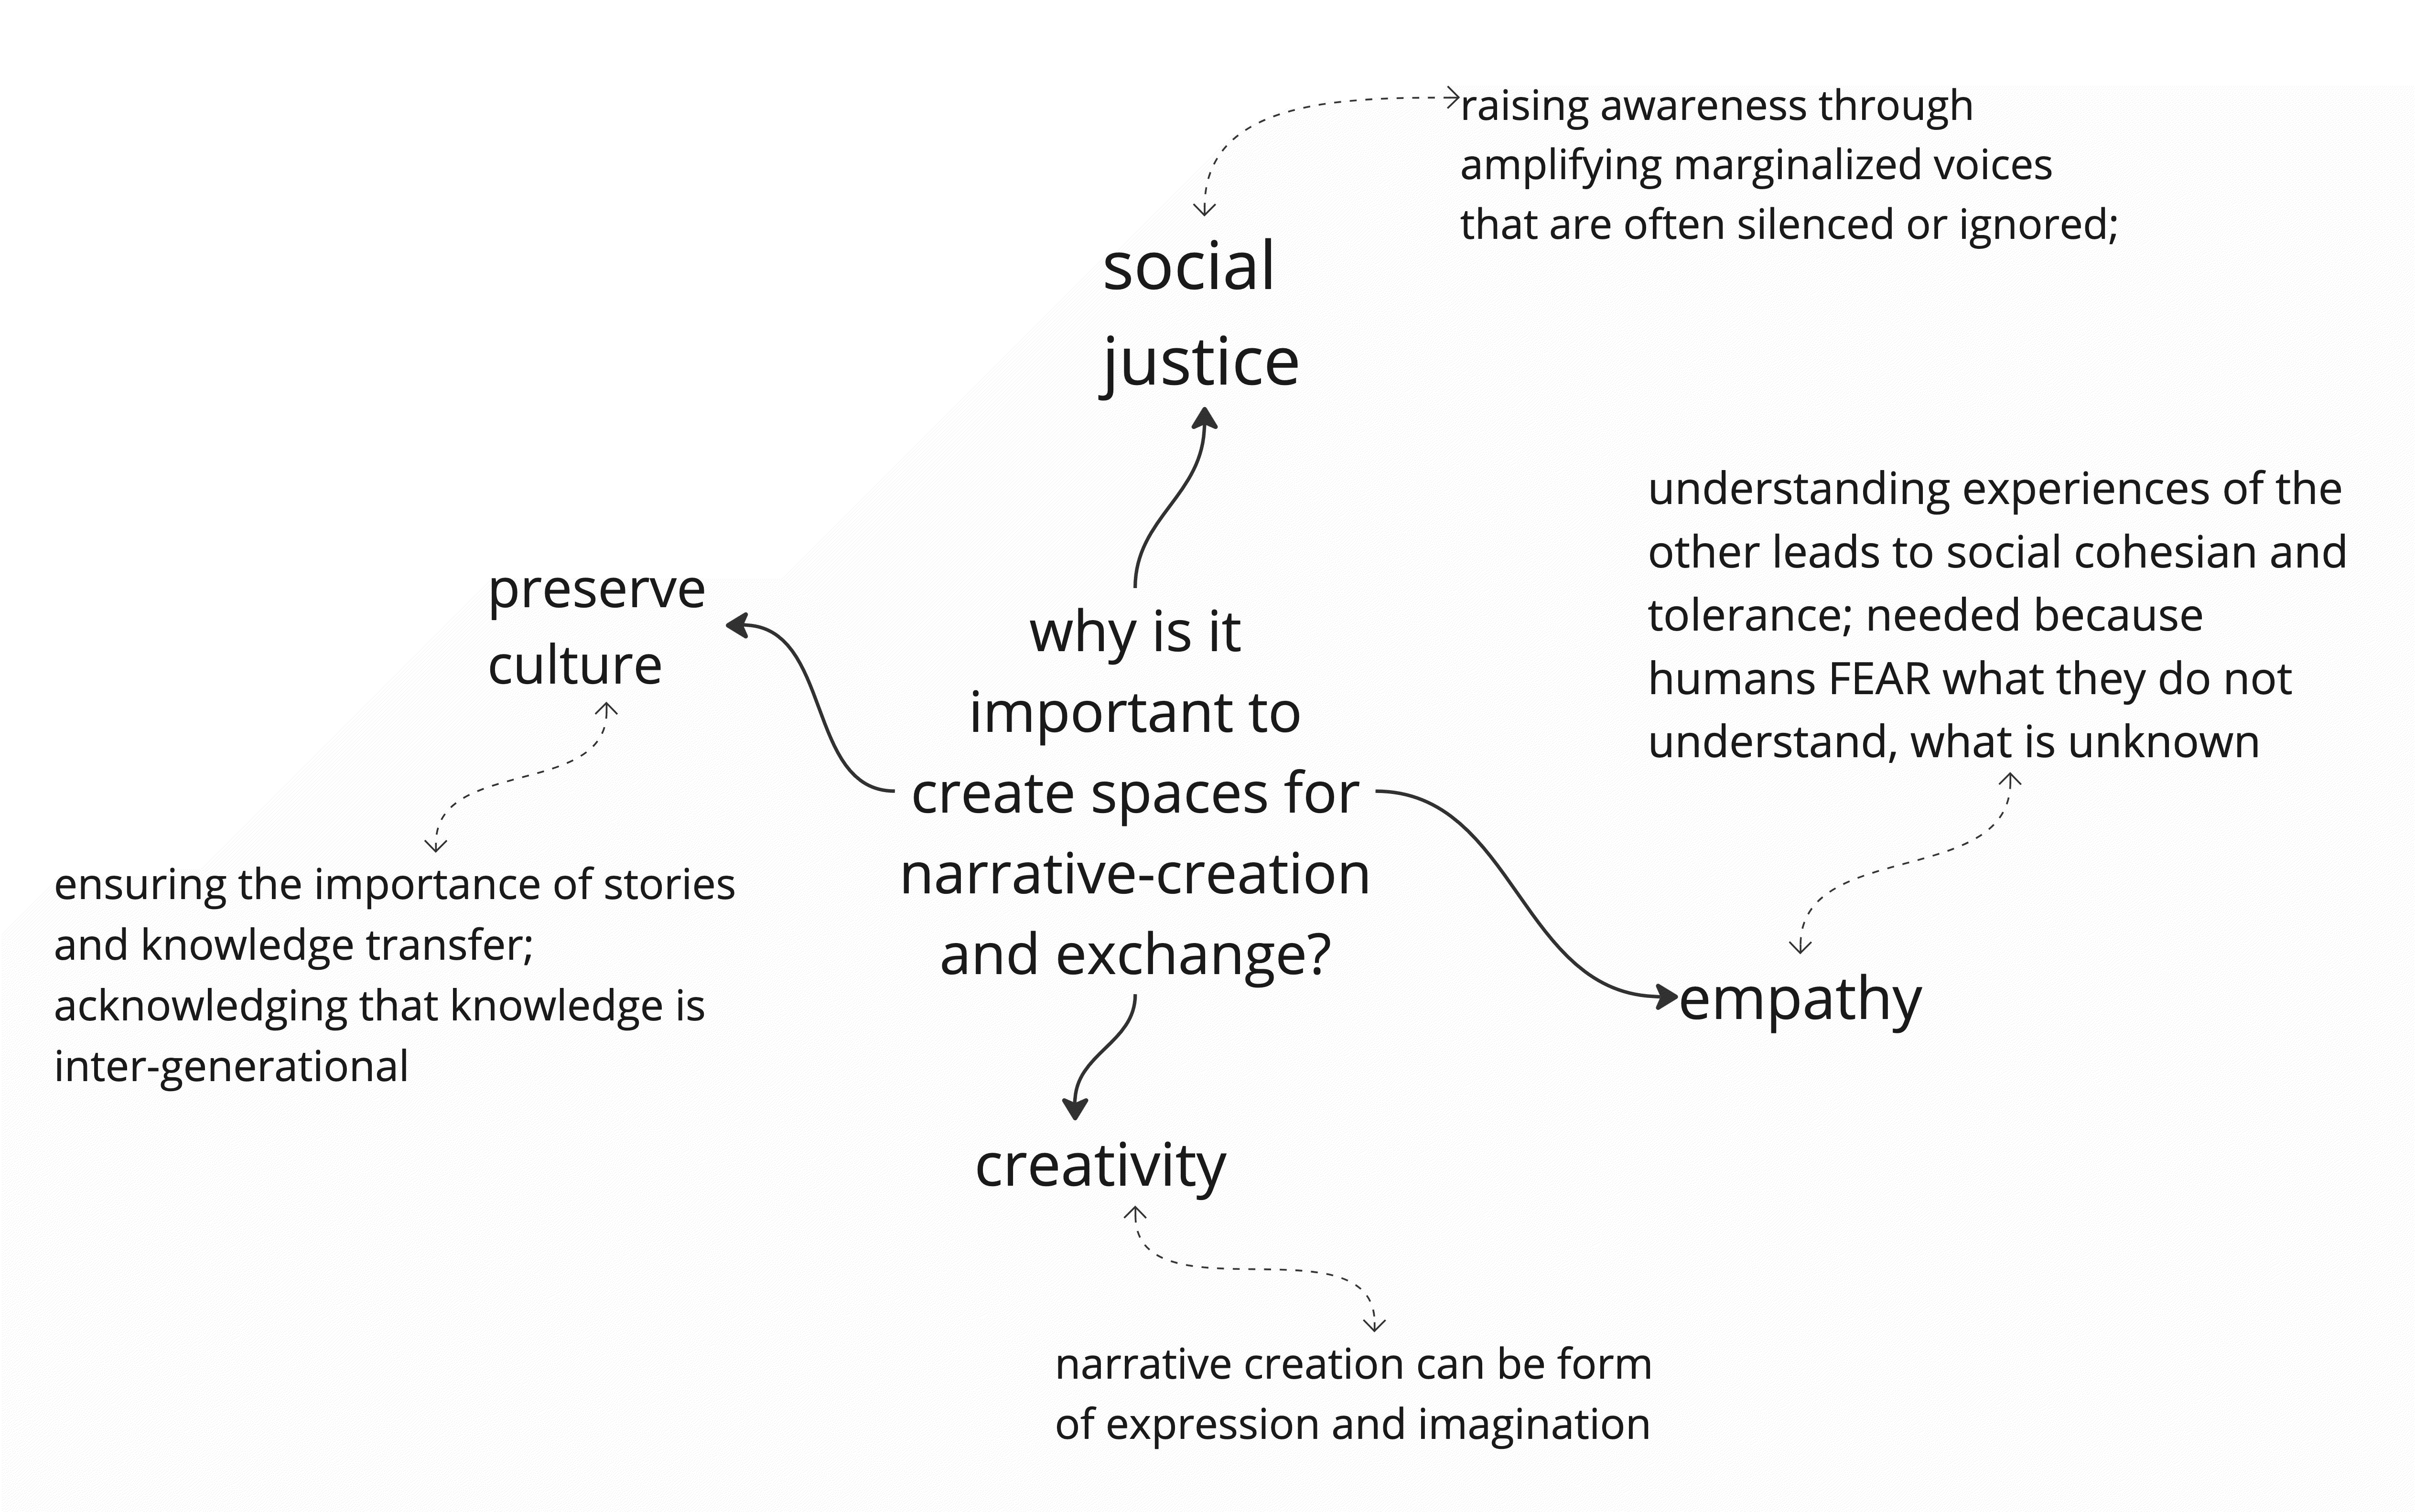 raising awareness through
amplifying marginalized voices
that are often silenced or ignored;
social
justice
understanding experiences of the
other leads to social cohesian and
tolerance; needed because
humans FEAR what they do not
understand, what is unknown
preserve
culture
why is it
important to
create spaces for
narrative-creation
and exchange?
ensuring the importance of stories
and knowledge transfer;
acknowledging that knowledge is
inter-generational
empathy
creativity
narrative creation can be form
of expression and imagination